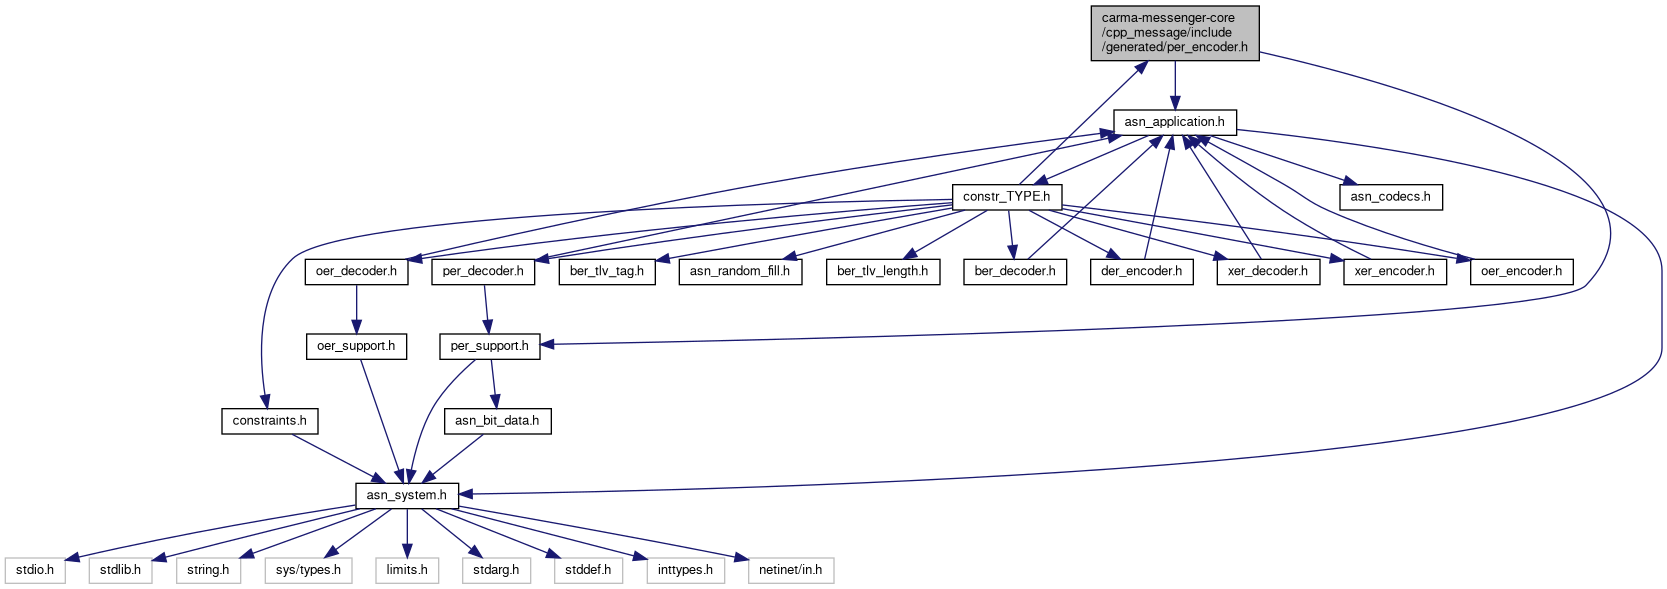 carma-messenger-core
/cpp_message/include
/generated/per_encoder.h
asn_application.h
constr_TYPE.h
asn_codecs.h
oer_decoder.h
per_decoder.h
ber_tlv_tag.h
asn_random_fill.h
ber_tlv_length.h
ber_decoder.h
der_encoder.h
xer_decoder.h
xer_encoder.h
oer_encoder.h
oer_support.h
per_support.h
constraints.h
asn_bit_data.h
asn_system.h
stdio.h
stdlib.h
string.h
sys/types.h
limits.h
stdarg.h
stddef.h
inttypes.h
netinet/in.h